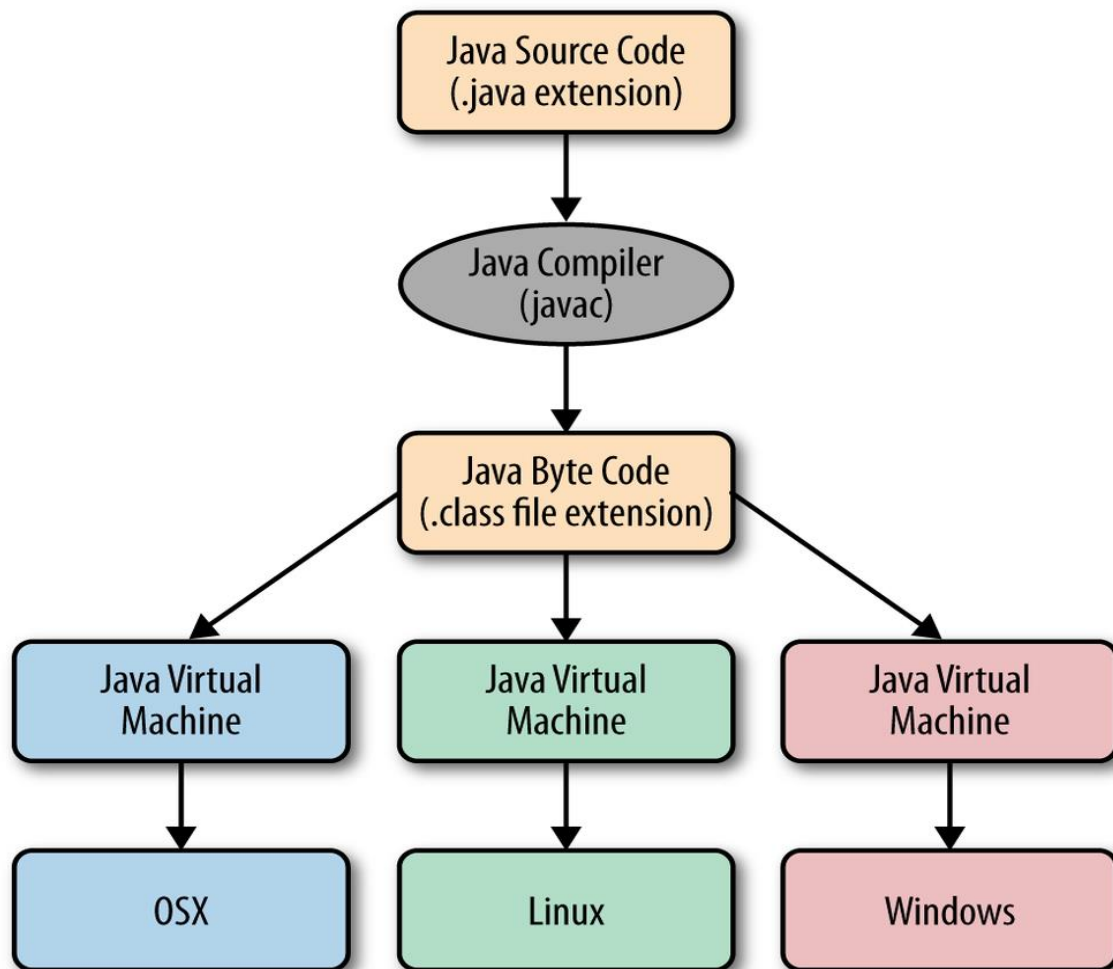 Java Source Code
(.java extension)
Java Compiler
(javac)
Java Byte Code
(.class file extension)
Java Virtual
Machine
Java Virtual
Machine
Java Virtual
Machine
OSX
Linux
Windows